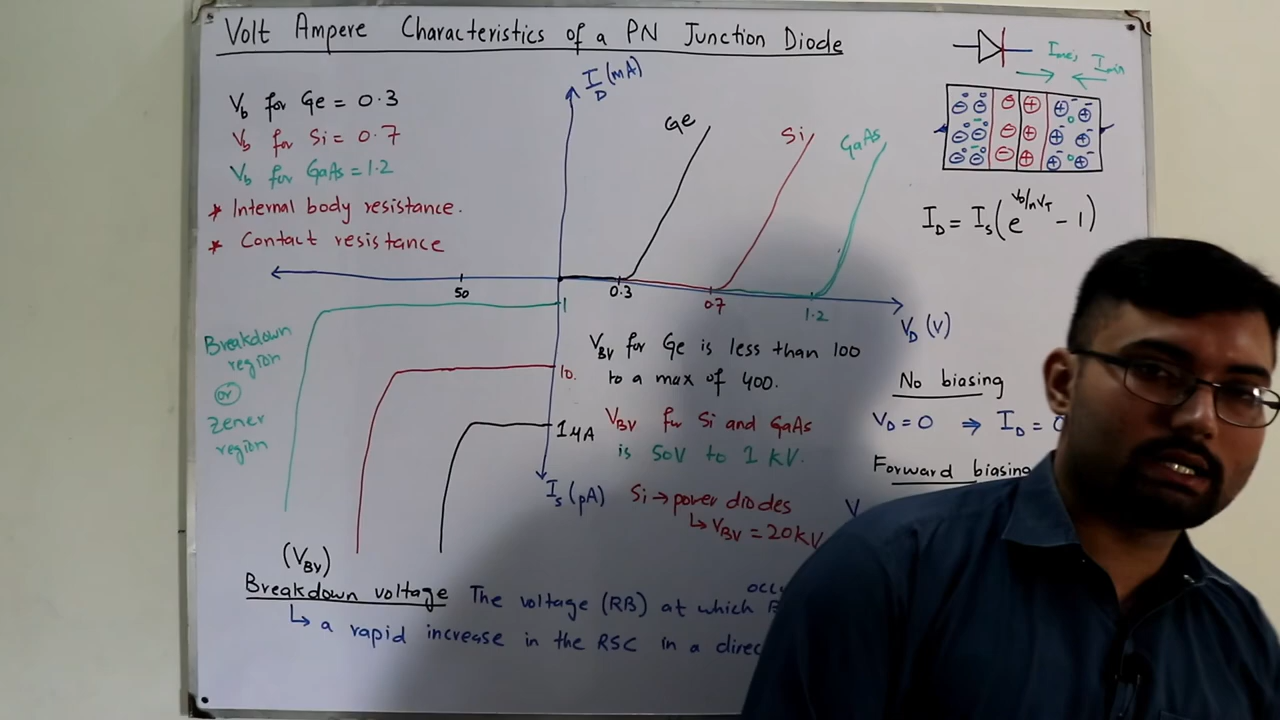 Volt Ampere Characteristics of a PN Junction Diode
V_b for Ge = 0.3
V_b for Si = 0.7
V_b for GaAs = 1.2
* Internal body resistance.
* Contact resistance
I_D (mA)
Ge
Si
GaAs
50
0.3
0.7
1.2
V_D (V)
1
10.
1μA
I_s (pA)
Breakdown
region
(or)
Zener
region
V_BV for Ge is less than 100
to a max of 400.
V_BV for Si and GaAs
is 50V to 1 kV.
Si → power diodes
↳ V_BV = 20kV
I_D = I_s (e^{V_D/nV_T} - 1)
No biasing
V_D = 0 ⇒ I_D = 0
Forward biasing
V
(V_BV)
Breakdown voltage The voltage (RB) at which
↳ a rapid increase in the RSC in a direc